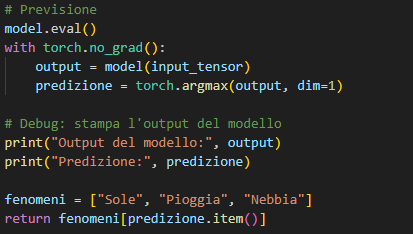 # Previsione
model.eval()
with torch.no_grad():
    output = model(input_tensor)
    predizione = torch.argmax(output, dim=1)

# Debug: stampa l'output del modello
print("Output del modello:", output)
print("Predizione:", predizione)

fenomeni = ["Sole", "Pioggia", "Nebbia"]
return fenomeni[predizione.item()]